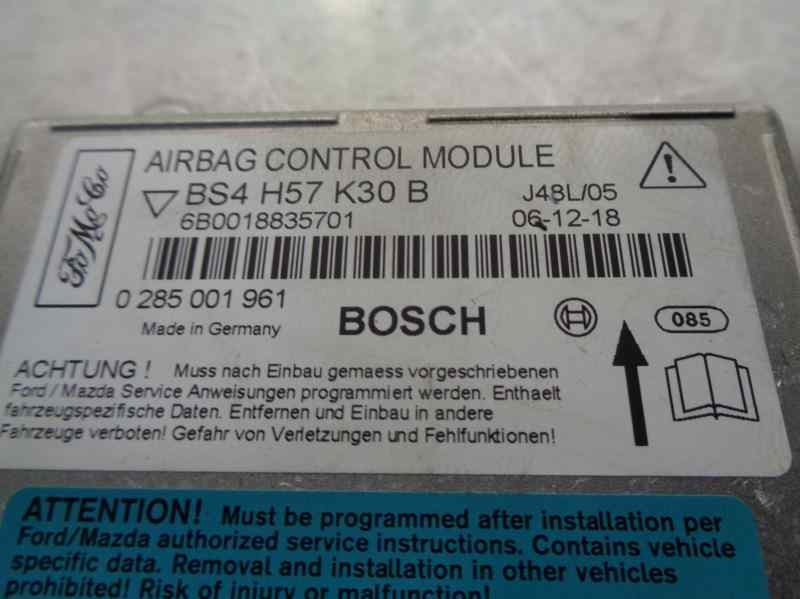 FoMoCo
AIRBAG CONTROL MODULE
BS4 H57 K30 B
J48L/05
6B0018835701
06-12-18
0 285 001 961
Made in Germany
BOSCH
085
ACHTUNG ! Muss nach Einbau gemaess vorgeschriebenen
Ford / Mazda Service Anweisungen programmiert werden. Enthaelt
fahrzeugspezifische Daten. Entfernen und Einbau in andere
Fahrzeuge verboten! Gefahr von Verletzungen und Fehlfunktionen!
ATTENTION! Must be programmed after installation per
Ford/Mazda authorized service instructions. Contains vehicle
specific data. Removal and installation in other vehicles
prohibited! Risk of injury or malfunction!